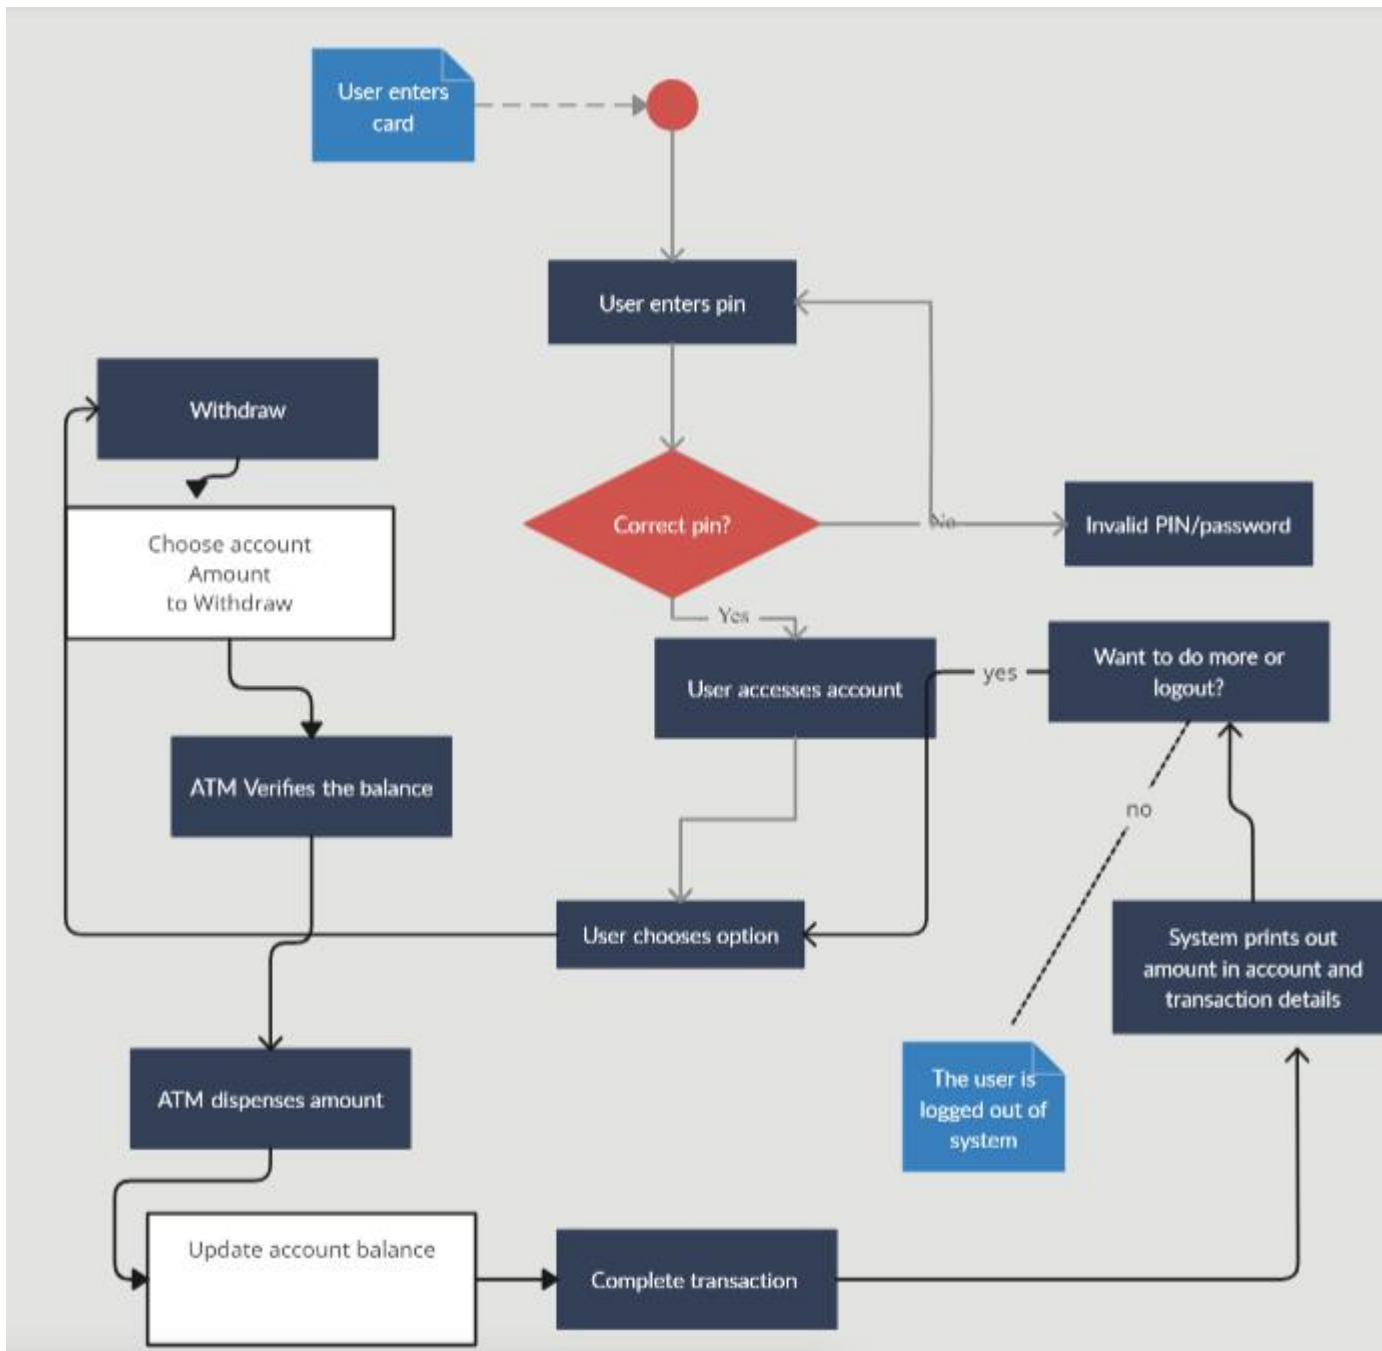 User enters
card
User enters pin
Withdraw
Correct pin?
No
Invalid PIN/password
Choose account
Amount
to Withdraw
Yes
User accesses account
yes
Want to do more or
logout?
ATM Verifies the balance
no
User chooses option
System prints out
amount in account and
transaction details
ATM dispenses amount
The user is
logged out of
system
Update account balance
Complete transaction